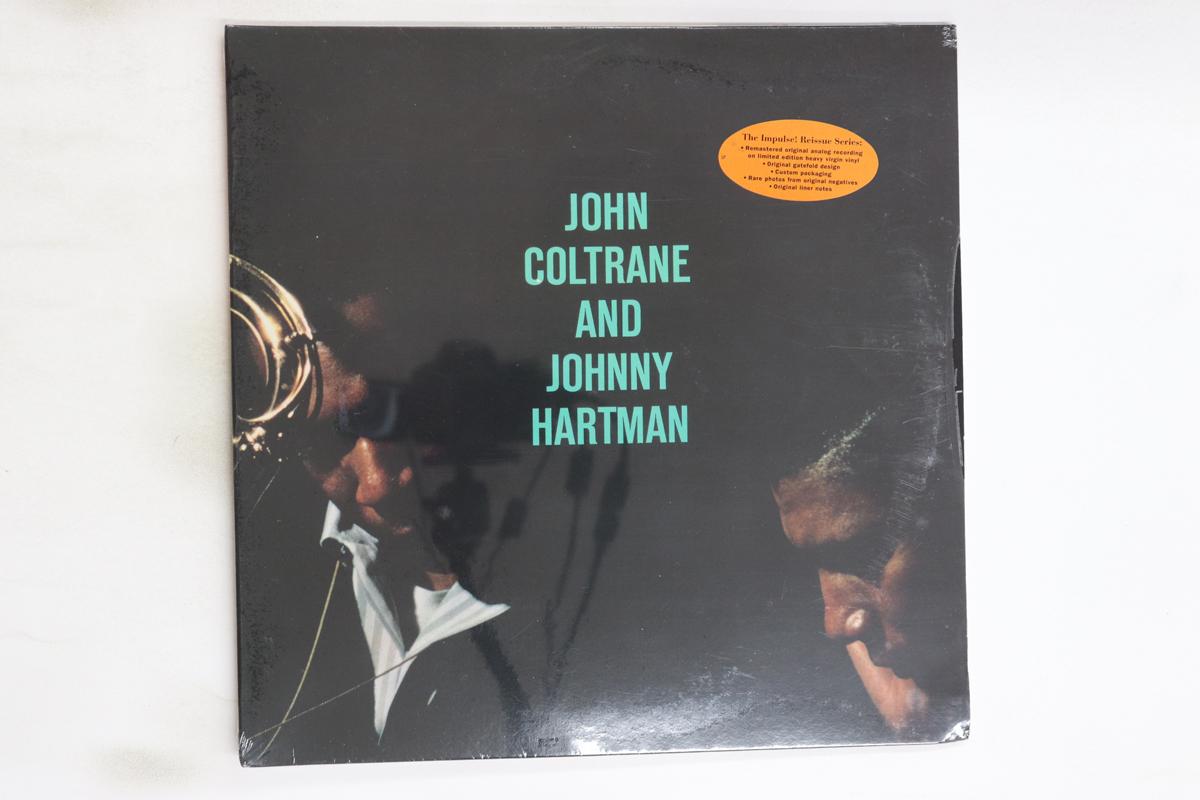 The Impulse! Reissue Series:
• Remastered original analog recording
on limited edition heavy virgin vinyl
• Original gatefold design
• Custom packaging
• Rare photos from original negatives
• Original liner notes
JOHN
COLTRANE
AND
JOHNNY
HARTMAN